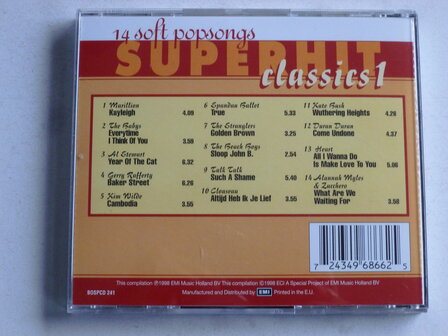 14 soft popsongs
SUPERHIT
classics 1
1 Marillion
Kayleigh 4.09
2 The Babys
Everytime
I Think Of You 3.59
3 Al Stewart
Year Of The Cat 6.32
4 Gerry Rafferty
Baker Street 6.26
5 Kim Wilde
Cambodia 3.55
6 Spandau Ballet
True 5.33
7 The Stranglers
Golden Brown 3.25
8 The Beach Boys
Sloop John B. 2.54
9 Talk Talk
Such A Shame 5.40
10 Clouseau
Altijd Heb Ik Je Lief 3.55
11 Kate Bush
Wuthering Heights 4.28
12 Duran Duran
Come Undone 4.37
13 Heart
All I Wanna Do
Is Make Love To You 5.06
14 Alannah Myles
& Zucchero
What Are We
Waiting For 3.58
7 24349 68662 5
BOSPCD 241
This compilation ℗1998 EMI Music Holland BV This compilation ©1998 ECI A Special Project of EMI Music Holland BV
Manufactured and Distributed by EMI Printed in the E.U.